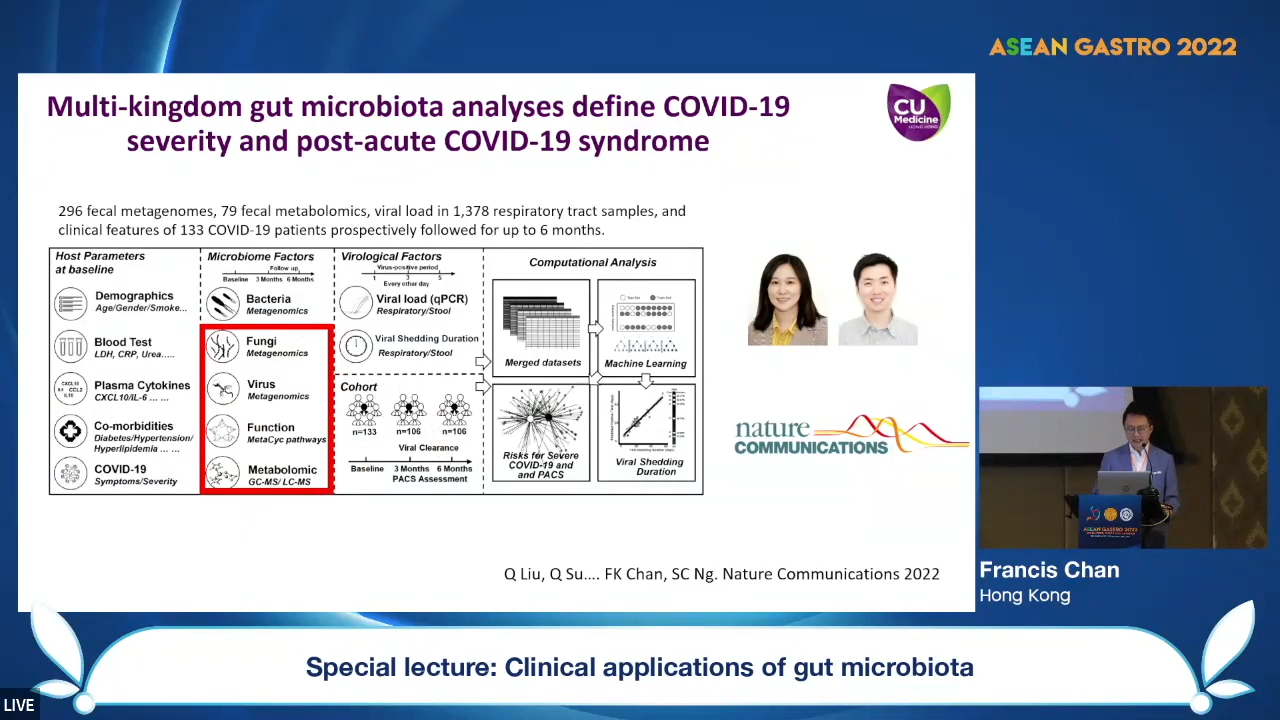 ASEAN GASTRO 2022
Multi-kingdom gut microbiota analyses define COVID-19
severity and post-acute COVID-19 syndrome
CU
Medicine
HONG KONG
296 fecal metagenomes, 79 fecal metabolomics, viral load in 1,378 respiratory tract samples, and
clinical features of 133 COVID-19 patients prospectively followed for up to 6 months.
Host Parameters
at baseline
Demographics
Age/Gender/Smoke...
Blood Test
LDH, CRP, Urea.....
Plasma Cytokines
CXCL10/IL-6 ... ...
Co-morbidities
Diabetes/Hypertension/
Hyperlipidemia ... ...
COVID-19
Symptoms/Severity
Microbiome Factors
Follow up
Baseline 3 Months 6 Months
Bacteria
Metagenomics
Fungi
Metagenomics
Virus
Metagenomics
Function
MetaCyc pathways
Metabolomic
GC-MS/ LC-MS
Virological Factors
Virus-positive period
1 3 5
Every other day
Viral load (qPCR)
Respiratory/Stool
Viral Shedding Duration
Respiratory/Stool
Cohort
n=133 n=106 n=106
Viral Clearance
Baseline 3 Months 6 Months
PACS Assessment
Computational Analysis
Merged datasets
Machine Learning
Risks for Severe
COVID-19 and
and PACS
Viral Shedding
Duration
nature
COMMUNICATIONS
Q Liu, Q Su.... FK Chan, SC Ng. Nature Communications 2022
ASEAN GASTRO 2022
Francis Chan
Hong Kong
Special lecture: Clinical applications of gut microbiota
LIVE